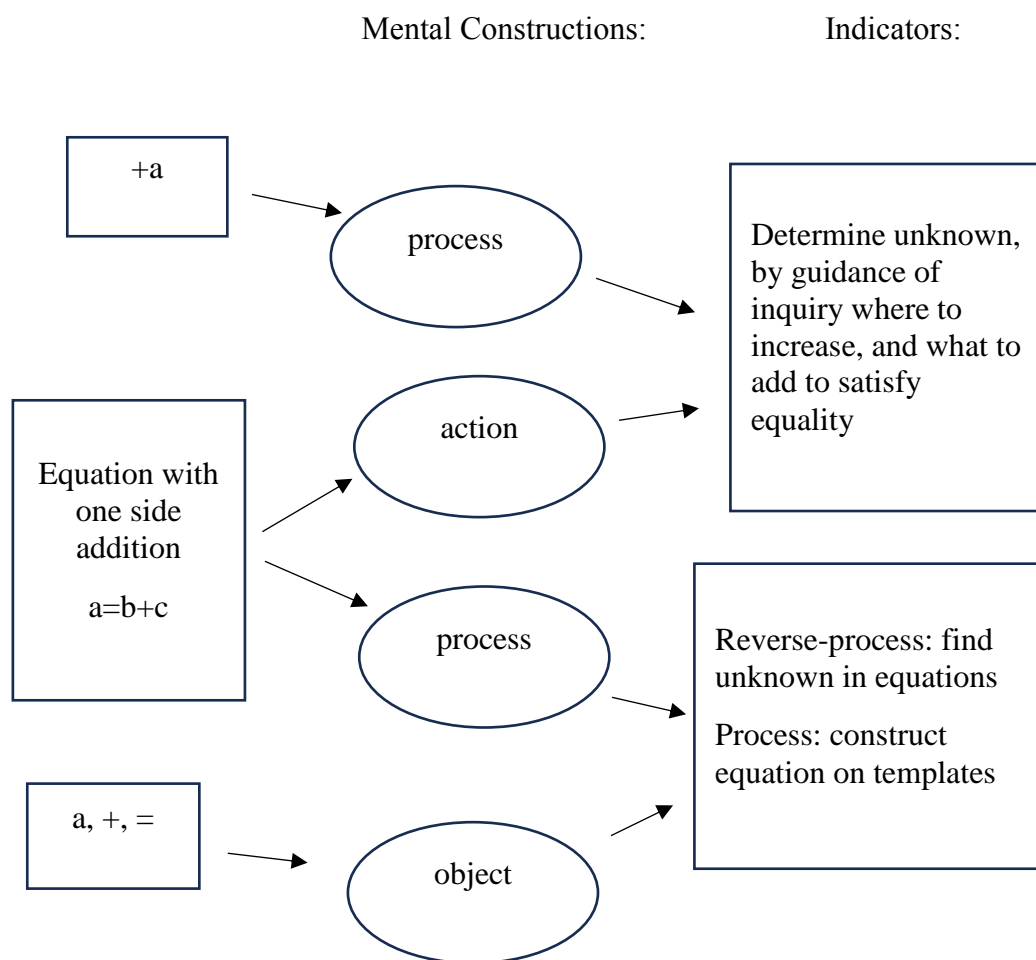 Mental Constructions:
Indicators:
+a
process
Determine unknown,
by guidance of
inquiry where to
increase, and what to
add to satisfy
equality
action
Equation with
one side
addition
a=b+c
process
Reverse-process: find
unknown in equations
Process: construct
equation on templates
a, +, =
object